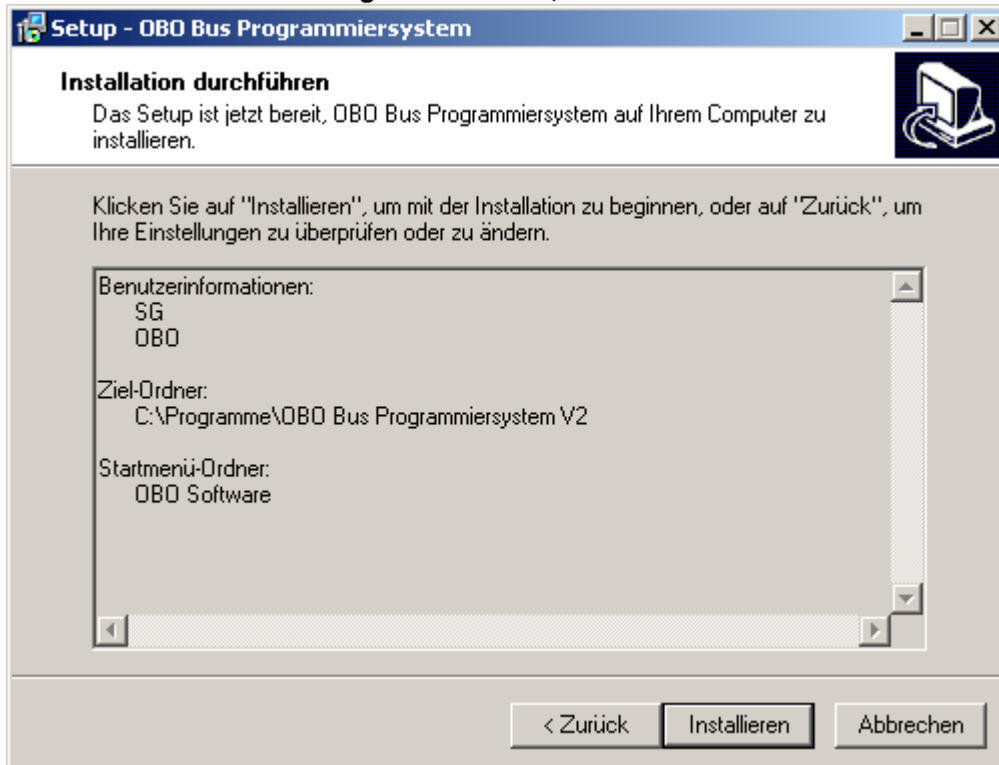 Setup - OBO Bus Programmiersystem
Installation durchführen
Das Setup ist jetzt bereit, OBO Bus Programmiersystem auf Ihrem Computer zu
installieren.
Klicken Sie auf "Installieren", um mit der Installation zu beginnen, oder auf "Zurück", um
Ihre Einstellungen zu überprüfen oder zu ändern.
Benutzerinformationen:
SG
OBO
Ziel-Ordner:
C:\Programme\OBO Bus Programmiersystem V2
Startmenü-Ordner:
OBO Software
< Zurück
Installieren
Abbrechen